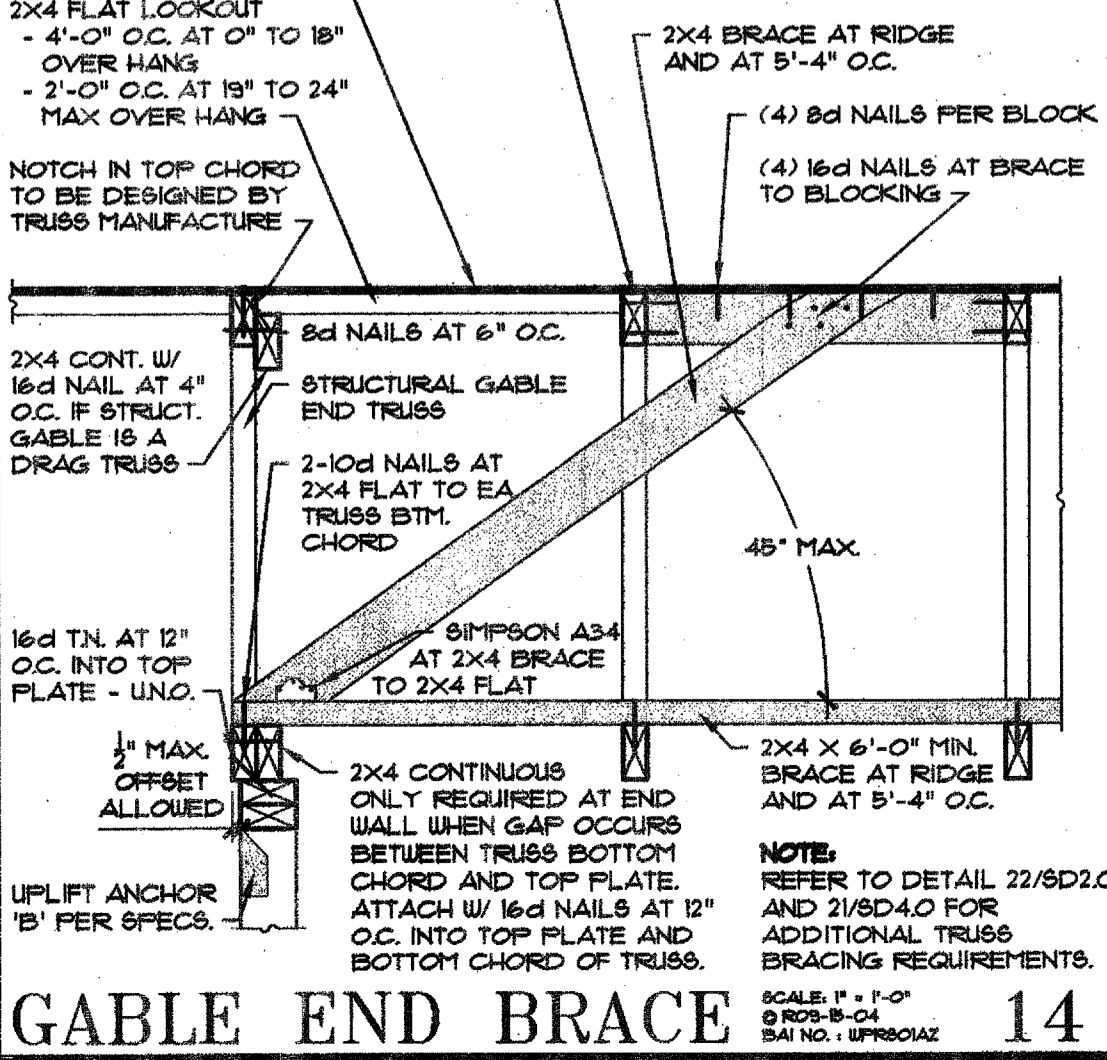 2X4 FLAT LOOKOUT
- 4'-0" O.C. AT 0" TO 18"
OVER HANG
- 2'-0" O.C. AT 19" TO 24"
MAX OVER HANG
NOTCH IN TOP CHORD
TO BE DESIGNED BY
TRUSS MANUFACTURE
2X4 BRACE AT RIDGE
AND AT 5'-4" O.C.
(4) 8d NAILS PER BLOCK
(4) 16d NAILS AT BRACE
TO BLOCKING
8d NAILS AT 6" O.C.
2X4 CONT. W/
16d NAIL AT 4"
O.C. IF STRUCT.
GABLE IS A
DRAG TRUSS
STRUCTURAL GABLE
END TRUSS
2-10d NAILS AT
2X4 FLAT TO EA
TRUSS BTM.
CHORD
45° MAX.
16d T.N. AT 12"
O.C. INTO TOP
PLATE - U.N.O.
SIMPSON A34
AT 2X4 BRACE
TO 2X4 FLAT
1/2" MAX.
OFFSET
ALLOWED
2X4 CONTINUOUS
ONLY REQUIRED AT END
WALL WHEN GAP OCCURS
BETWEEN TRUSS BOTTOM
CHORD AND TOP PLATE.
ATTACH W/ 16d NAILS AT 12"
O.C. INTO TOP PLATE AND
BOTTOM CHORD OF TRUSS.
2X4 X 6'-0" MIN.
BRACE AT RIDGE
AND AT 5'-4" O.C.
UPLIFT ANCHOR
'B' PER SPECS.
NOTE:
REFER TO DETAIL 22/SD2.0
AND 21/SD4.0 FOR
ADDITIONAL TRUSS
BRACING REQUIREMENTS.
GABLE END BRACE
SCALE: 1" = 1'-0"
© R09-15-04
BAI NO.: WPRS01AZ
14